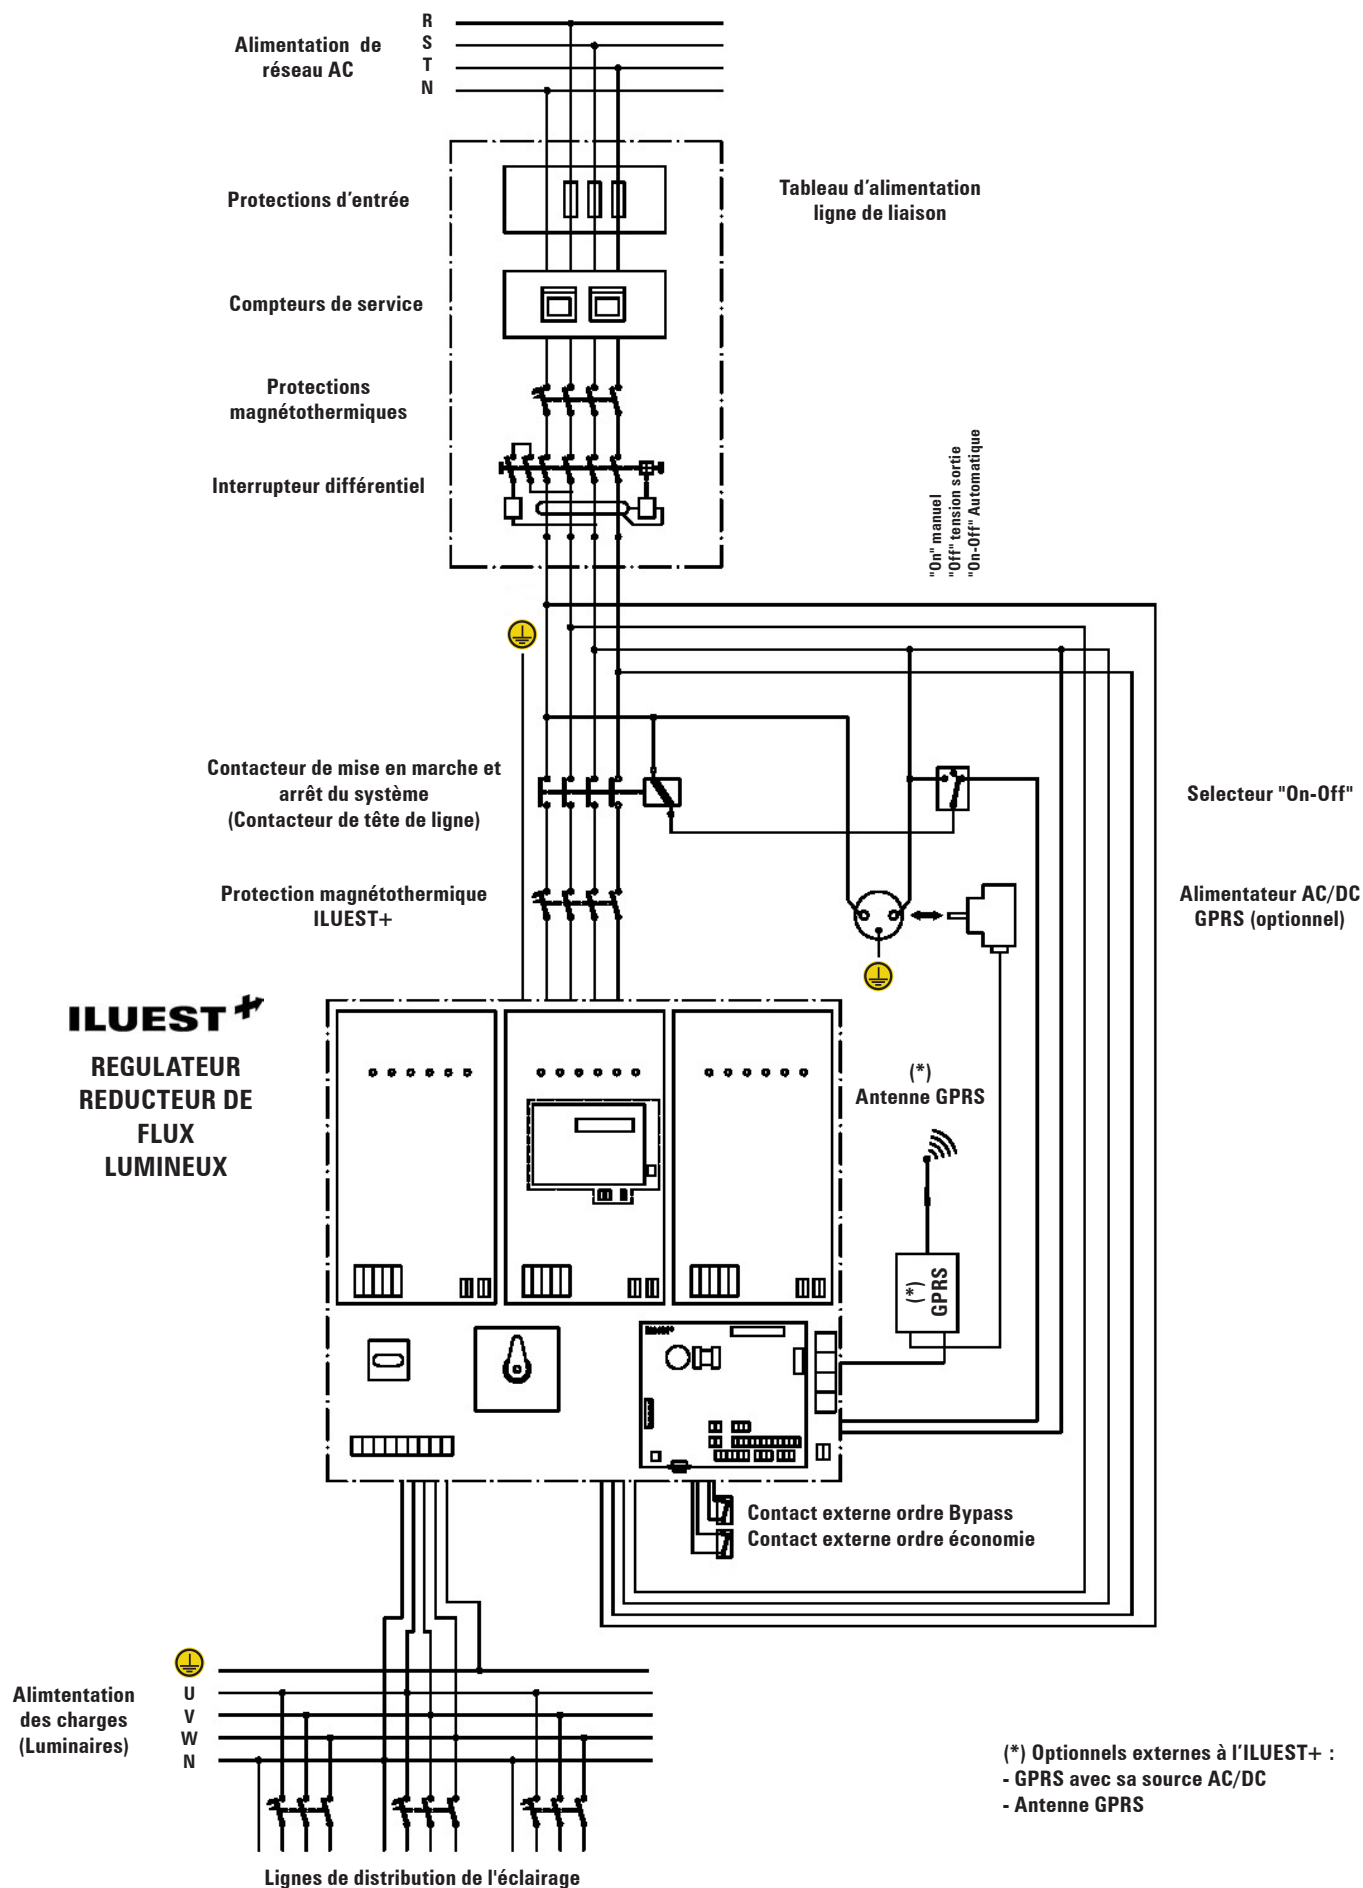 R
Alimentation de
réseau AC
S
T
N
Protections d'entrée
Tableau d'alimentation
ligne de liaison
Compteurs de service
Protections
magnétothermiques
Interrupteur différentiel
"On" manuel
"Off" tension sortie
"On-Off" Automatique
Contacteur de mise en marche et
arrêt du système
(Contacteur de tête de ligne)
Selecteur "On-Off"
Protection magnétothermique
ILUEST+
Alimentateur AC/DC
GPRS (optionnel)
ILUEST+
REGULATEUR
REDUCTEUR DE
FLUX
LUMINEUX
(*)
Antenne GPRS
(*)
GPRS
Contact externe ordre Bypass
Contact externe ordre économie
Alimtentation
des charges
(Luminaires)
U
V
W
N
(*) Optionnels externes à l'ILUEST+ :
- GPRS avec sa source AC/DC
- Antenne GPRS
Lignes de distribution de l'éclairage